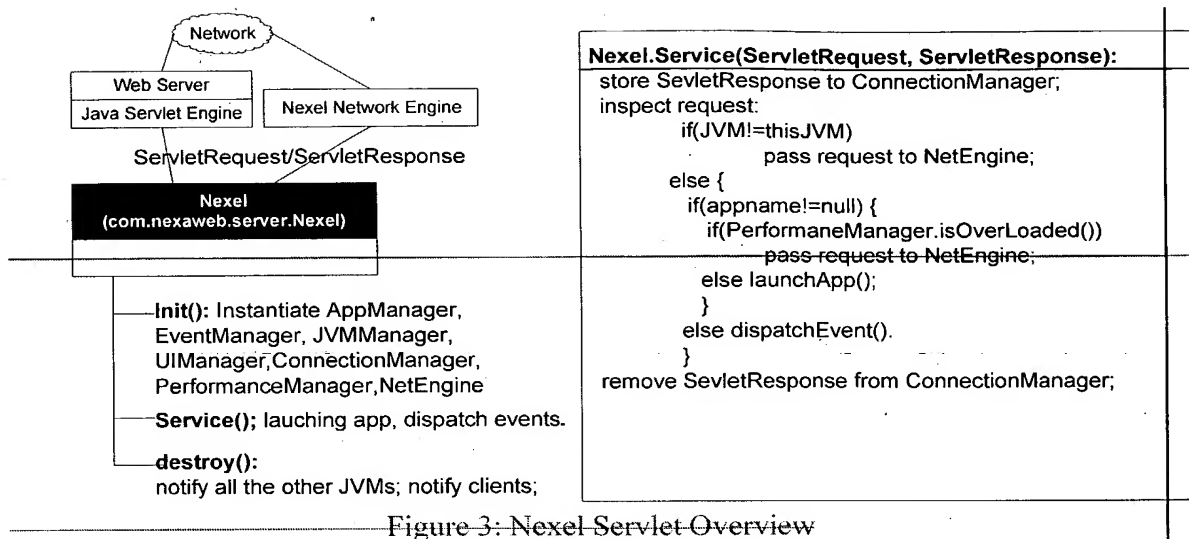 Network
Web Server
Java Servlet Engine
Nexel Network Engine
ServletRequest/ServletResponse
Nexel
(com.nexaweb.server.Nexel)
Init(): Instantiate AppManager,
EventManager, JVMManager,
UIManager,ConnectionManager,
PerformanceManager,NetEngine
Service(); lauching app, dispatch events.
destroy():
notify all the other JVMs; notify clients;
Nexel.Service(ServletRequest, ServletResponse):
store SevletResponse to ConnectionManager;
inspect request:
if(JVM!=thisJVM)
pass request to NetEngine;
else {
if(appname!=null) {
if(PerformaneManager.isOverLoaded())
pass request to NetEngine;
else launchApp();
}
else dispatchEvent().
}
remove SevletResponse from ConnectionManager;
Figure 3: Nexel Servlet Overview